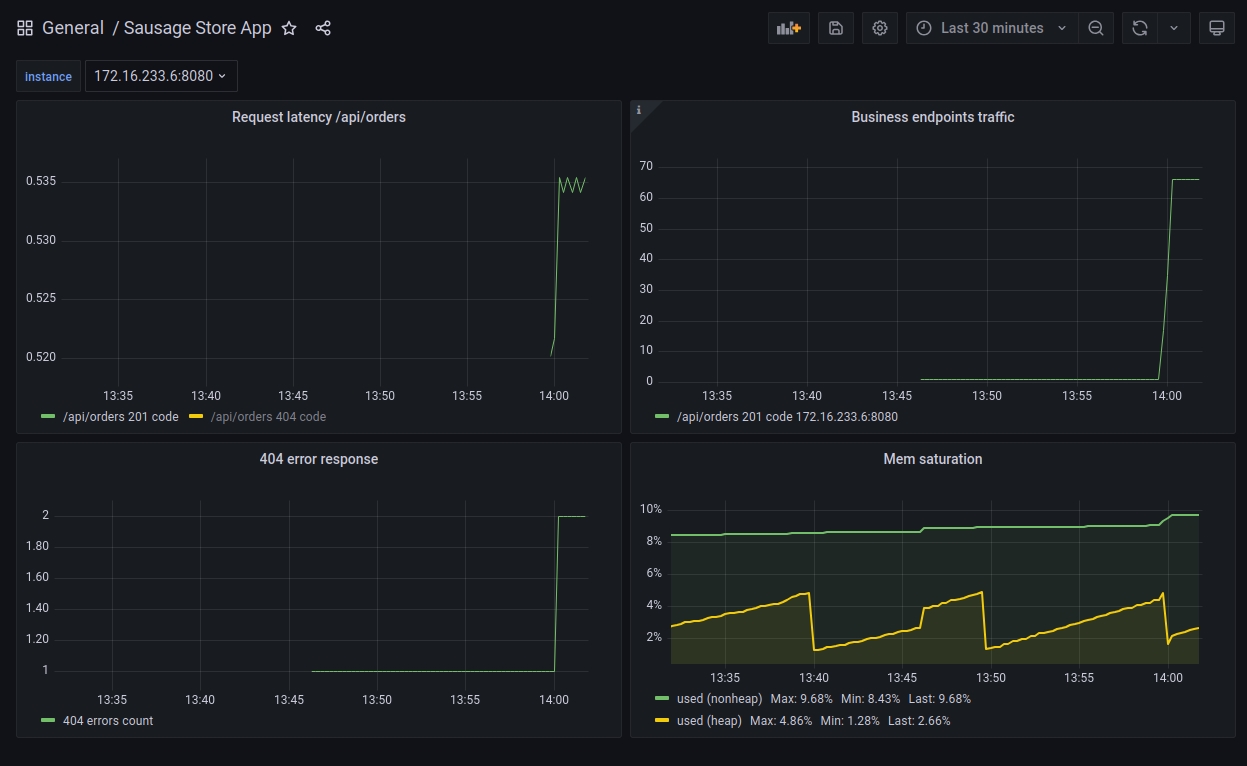 General / Sausage Store App
Last 30 minutes
instance
172.16.233.6:8080
Request latency /api/orders
0.535
0.530
0.525
0.520
13:35 13:40 13:45 13:50 13:55 14:00
/api/orders 201 code /api/orders 404 code
i
Business endpoints traffic
70
60
50
40
30
20
10
0
13:35 13:40 13:45 13:50 13:55 14:00
/api/orders 201 code 172.16.233.6:8080
404 error response
2
1.80
1.60
1.40
1.20
1
13:35 13:40 13:45 13:50 13:55 14:00
404 errors count
Mem saturation
10%
8%
6%
4%
2%
13:35 13:40 13:45 13:50 13:55 14:00
used (nonheap) Max: 9.68% Min: 8.43% Last: 9.68%
used (heap) Max: 4.86% Min: 1.28% Last: 2.66%